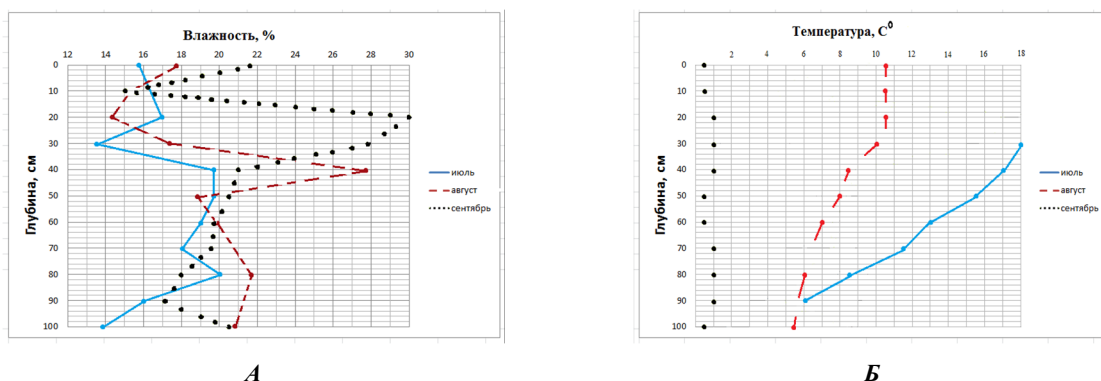 Влажность, %
12 14 16 18 20 22 24 26 28 30
0
10
20
30
40
50
60
70
80
90
100
Глубина, см
июль
август
сентябрь
А
Температура, С⁰
2 4 6 8 10 12 14 16 18
0
10
20
30
40
50
60
70
80
90
100
Глубина, см
июль
август
сентябрь
Б